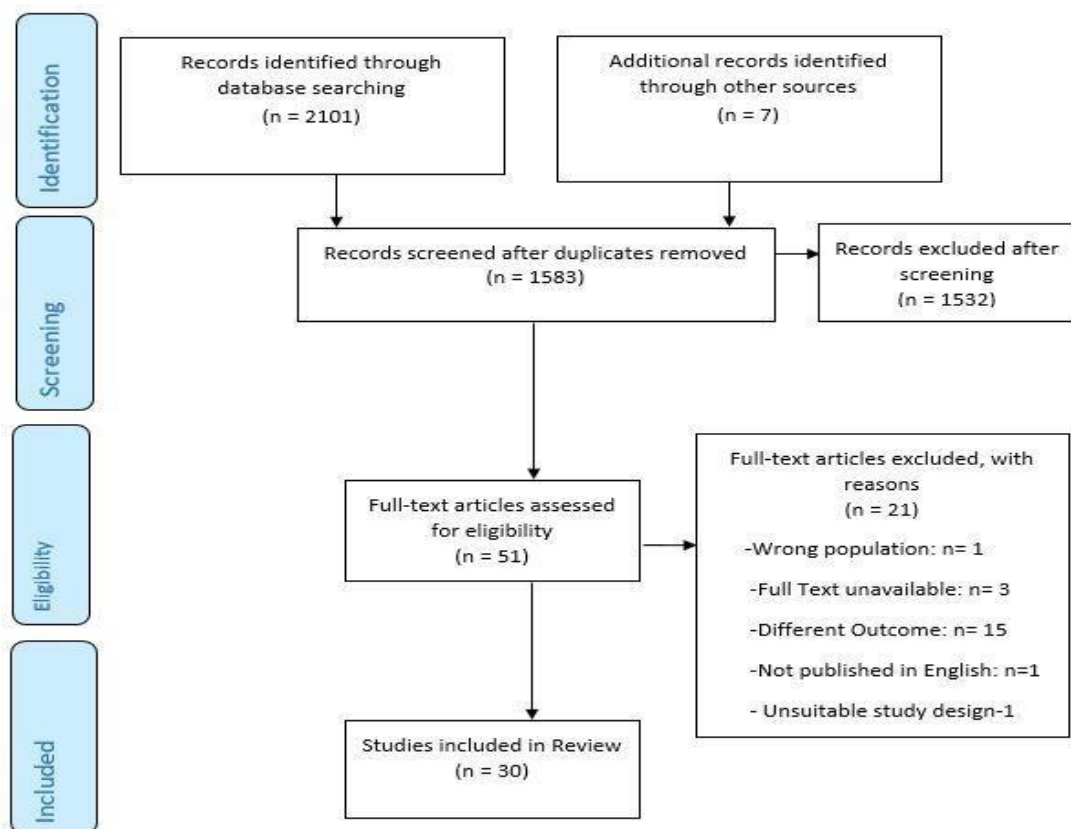 Identification
Records identified through
database searching
(n = 2101)
Additional records identified
through other sources
(n = 7)
Screening
Records screened after duplicates removed
(n = 1583)
Records excluded after
screening
(n = 1532)
Eligibility
Full-text articles assessed
for eligibility
(n = 51)
Full-text articles excluded, with
reasons
(n = 21)
-Wrong population: n= 1
-Full Text unavailable: n= 3
-Different Outcome: n= 15
-Not published in English: n=1
- Unsuitable study design-1
Included
Studies included in Review
(n = 30)